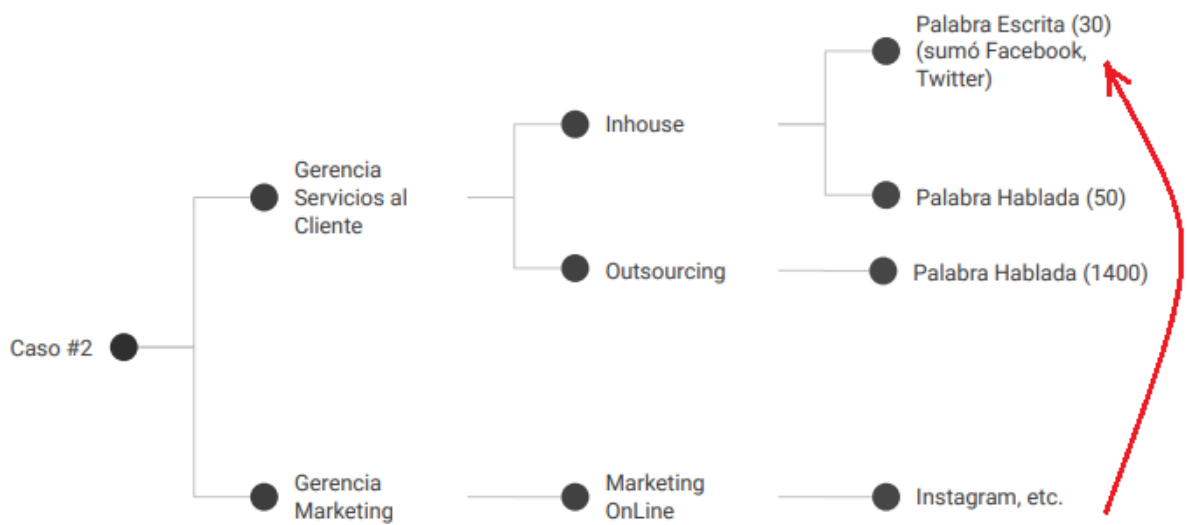 Palabra Escrita (30)
(sumó Facebook,
Twitter)
Inhouse
Gerencia
Servicios al
Cliente
Palabra Hablada (50)
Outsourcing
Palabra Hablada (1400)
Caso #2
Gerencia
Marketing
Marketing
OnLine
Instagram, etc.